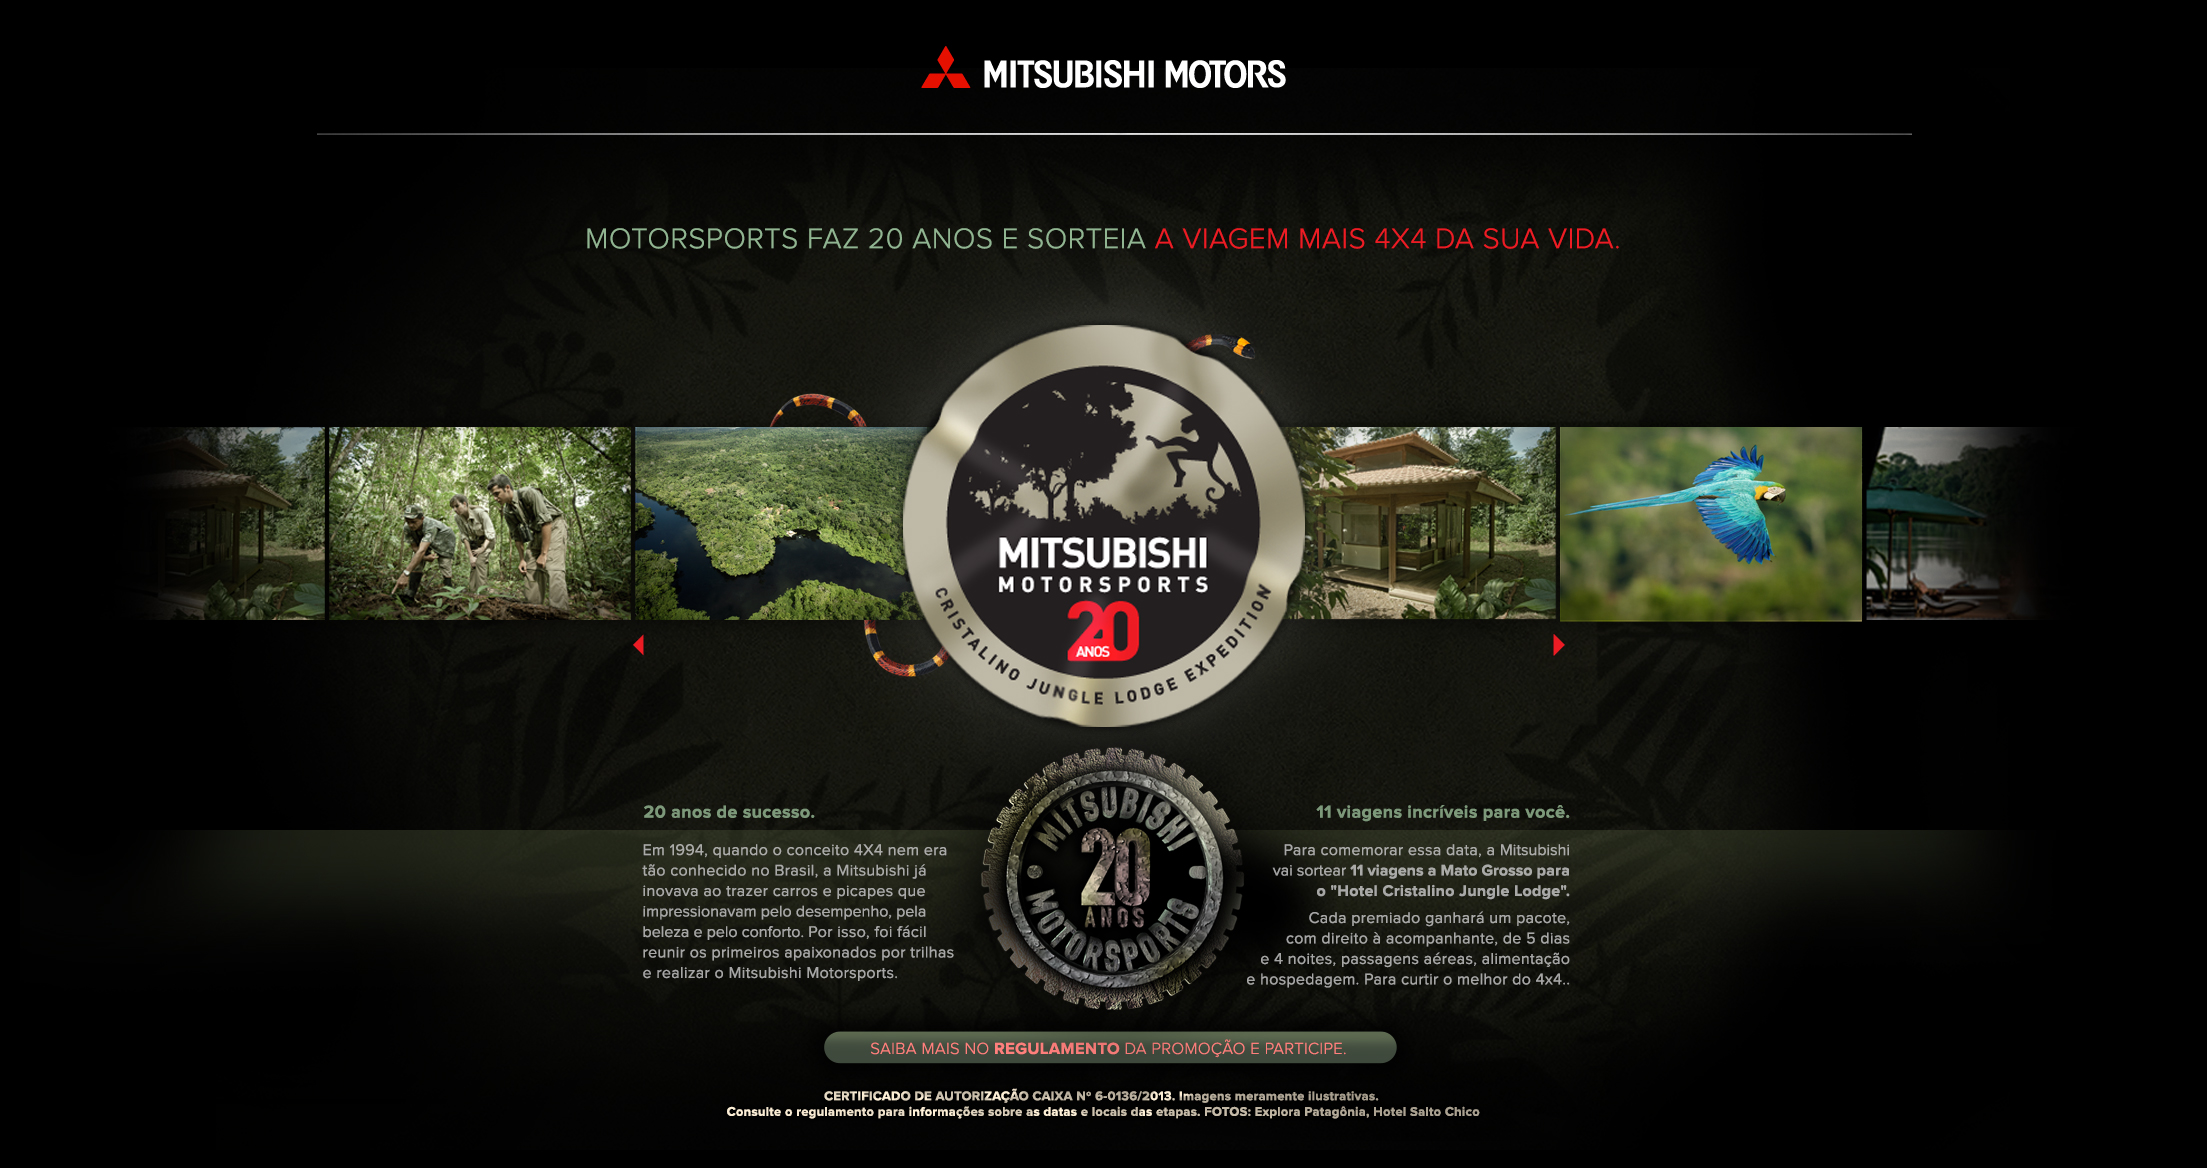 MITSUBISHI MOTORS
MOTORSPORTS FAZ 20 ANOS E SORTEIA A VIAGEM MAIS 4X4 DA SUA VIDA.
MITSUBISHI
MOTORSPORTS
20
ANOS
CRISTALINO JUNGLE LODGE EXPEDITION
MITSUBISHI
20
ANOS
MOTORSPORTS
20 anos de sucesso.
Em 1994, quando o conceito 4X4 nem era
tão conhecido no Brasil, a Mitsubishi já
inovava ao trazer carros e picapes que
impressionavam pelo desempenho, pela
beleza e pelo conforto. Por isso, foi fácil
reunir os primeiros apaixonados por trilhas
e realizar o Mitsubishi Motorsports.
11 viagens incríveis para você.
Para comemorar essa data, a Mitsubishi
vai sortear 11 viagens a Mato Grosso para
o "Hotel Cristalino Jungle Lodge".
Cada premiado ganhará um pacote,
com direito à acompanhante, de 5 dias
e 4 noites, passagens aéreas, alimentação
e hospedagem. Para curtir o melhor do 4x4..
SAIBA MAIS NO REGULAMENTO DA PROMOÇÃO E PARTICIPE.
CERTIFICADO DE AUTORIZAÇÃO CAIXA Nº 6-0136/2013. Imagens meramente ilustrativas.
Consulte o regulamento para informações sobre as datas e locais das etapas. FOTOS: Explora Patagônia, Hotel Salto Chico